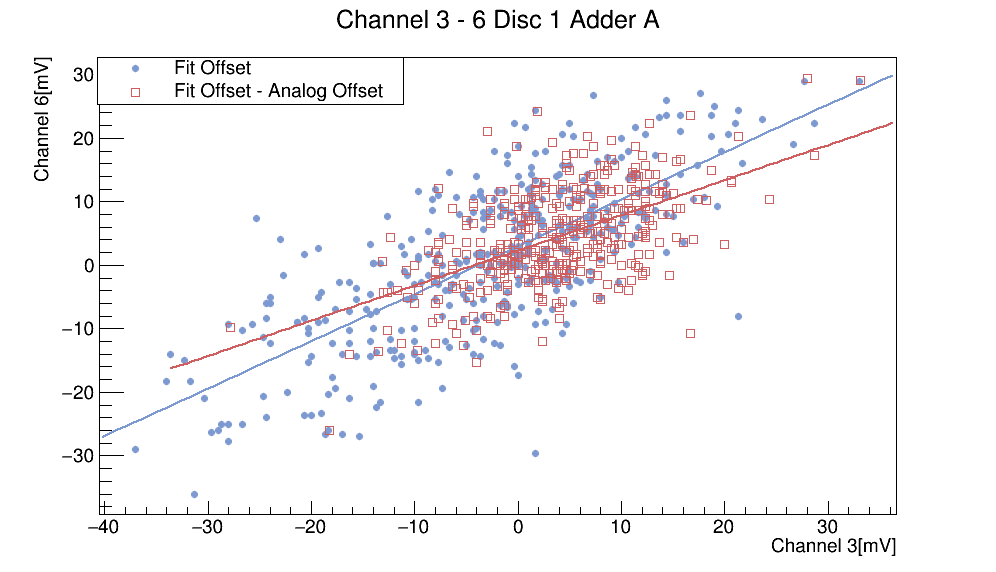 Channel 3 - 6 Disc 1 Adder A
Channel 6[mV]
Fit Offset
Fit Offset - Analog Offset
30
20
10
0
−10
−20
−30
−40 −30 −20 −10 0 10 20 30
Channel 3[mV]